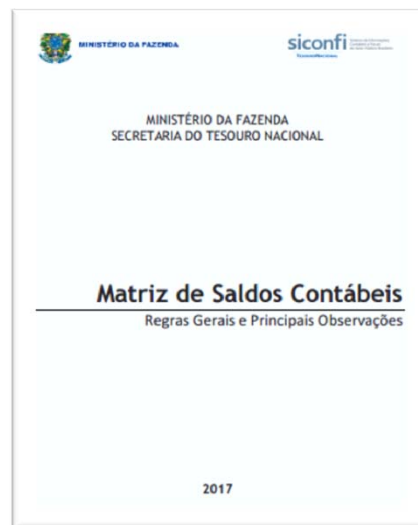 MINISTÉRIO DA FAZENDA
siconfi
MINISTÉRIO DA FAZENDA
SECRETARIA DO TESOURO NACIONAL
Matriz de Saldos Contábeis
Regras Gerais e Principais Observações
2017